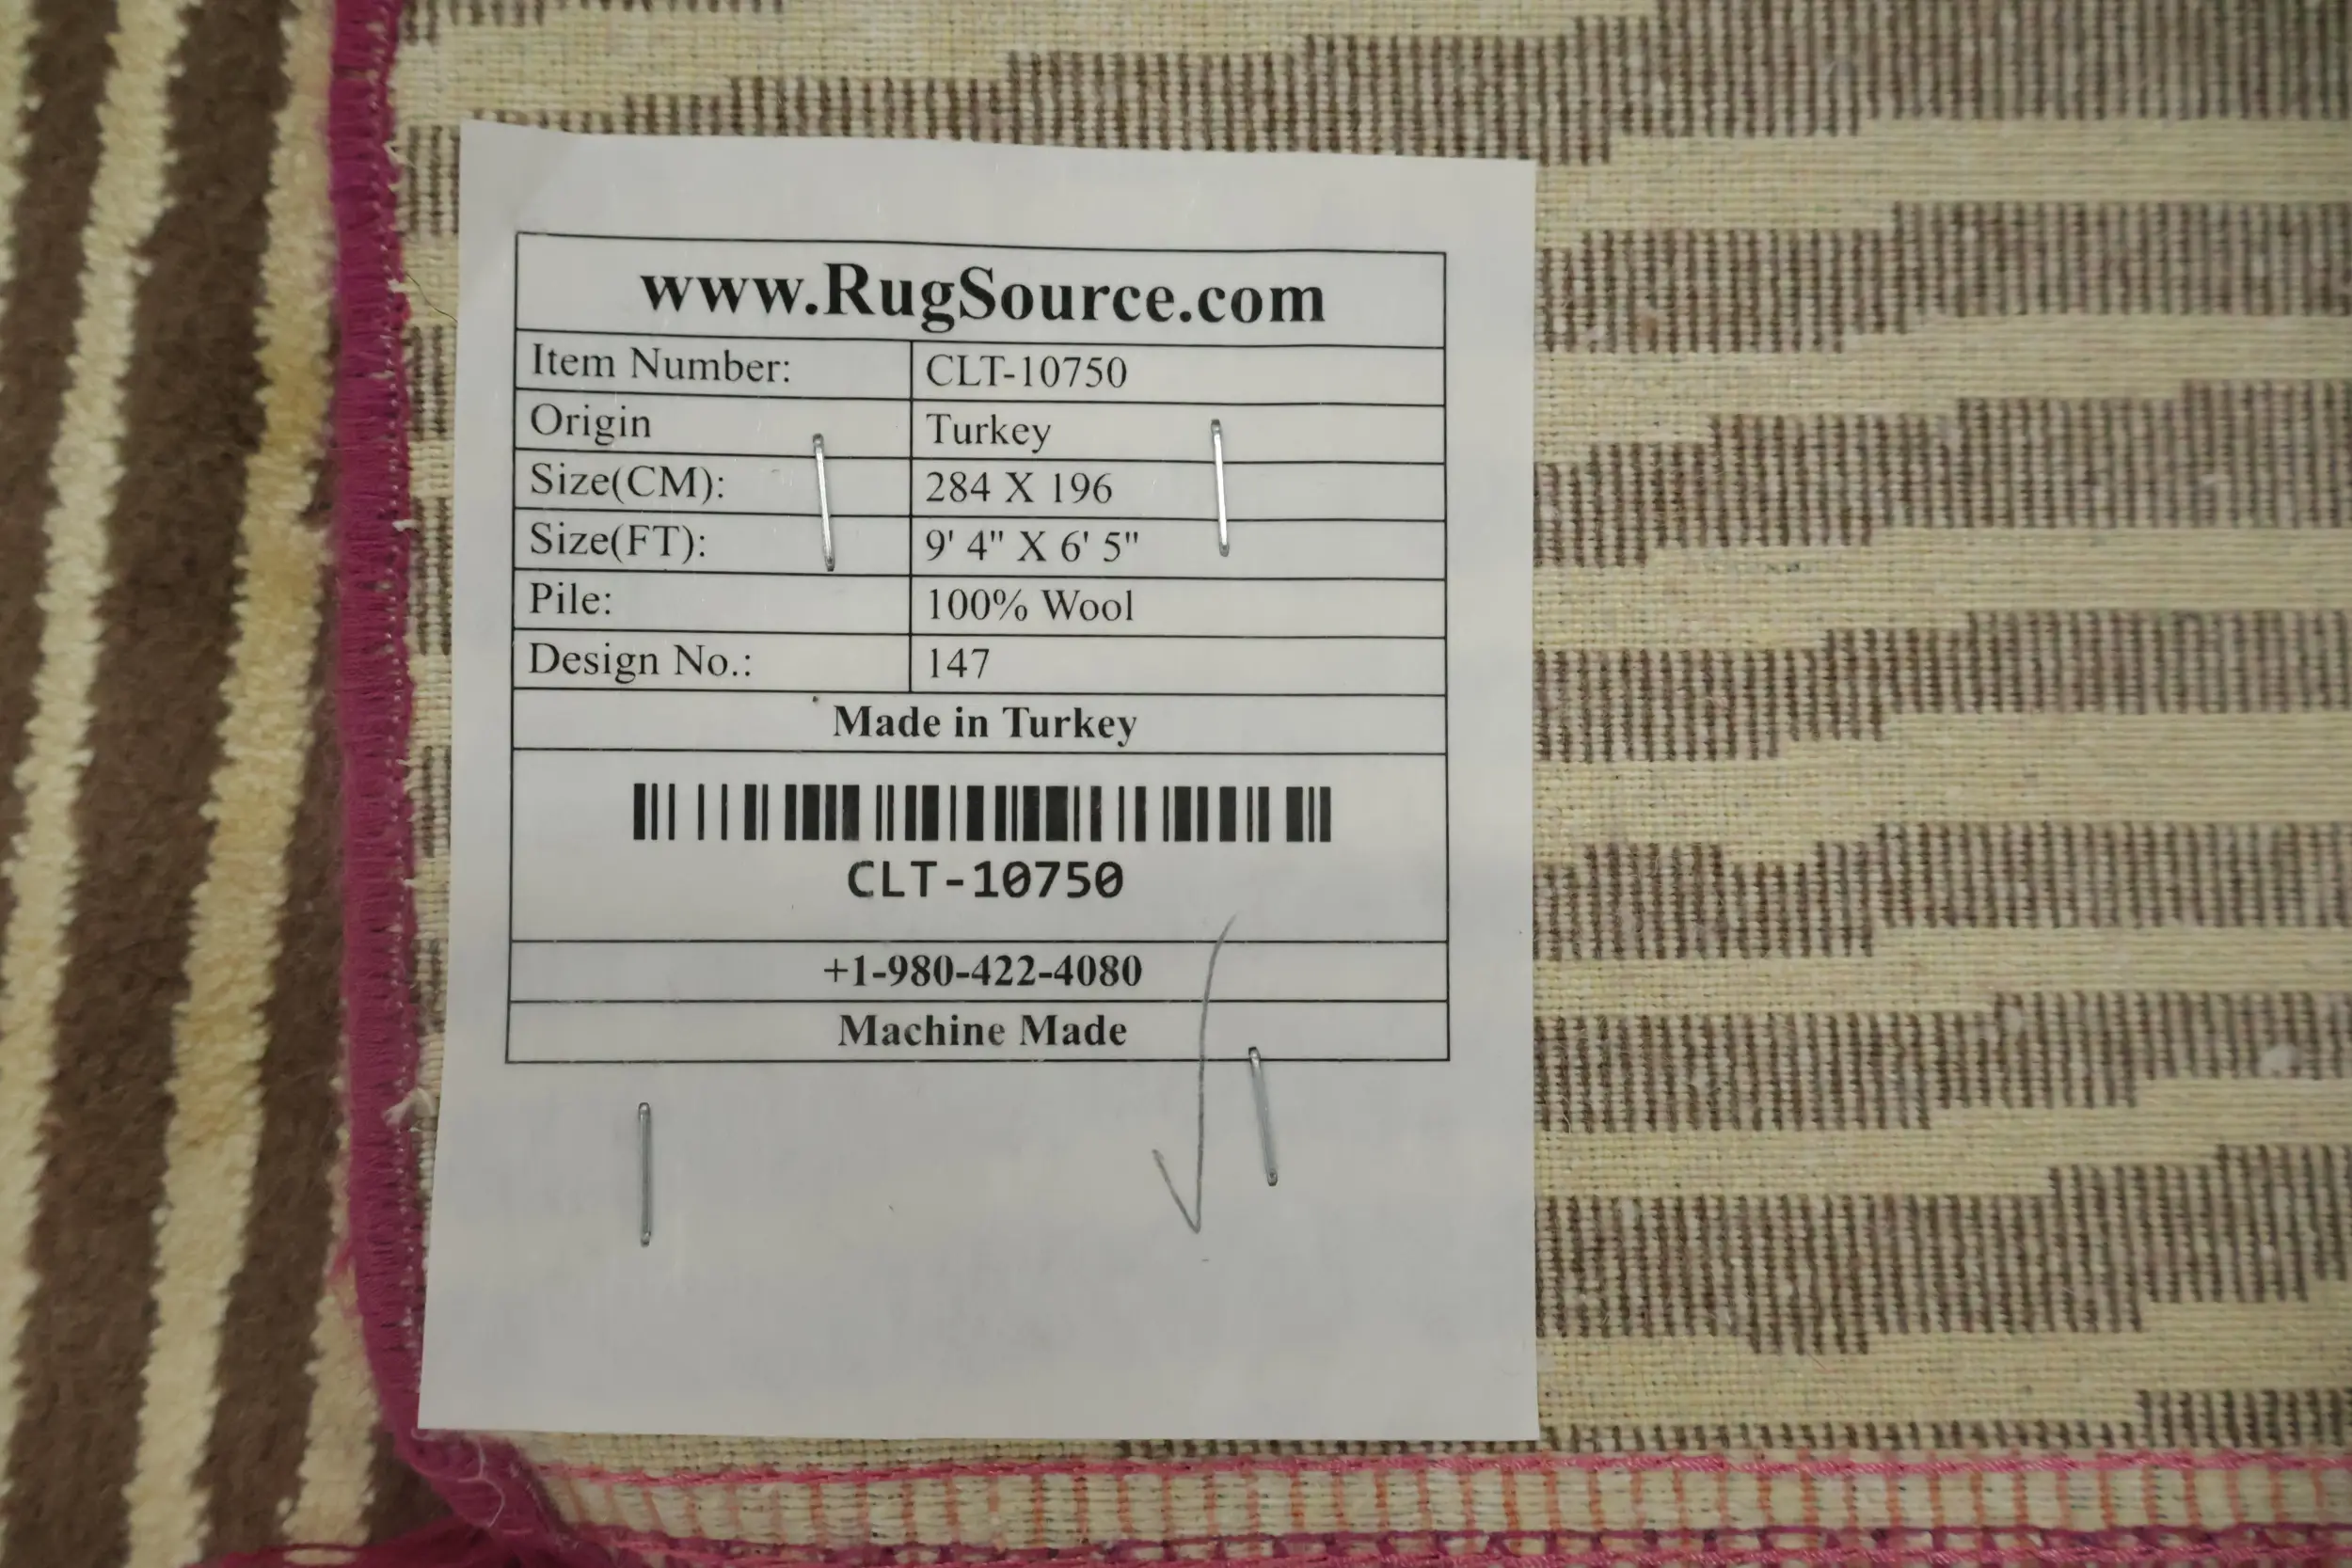 www.RugSource.com
Item Number: CLT-10750
Origin Turkey
Size(CM): 284 X 196
Size(FT): 9' 4" X 6' 5"
Pile: 100% Wool
Design No.: 147
Made in Turkey
CLT-10750
+1-980-422-4080
Machine Made